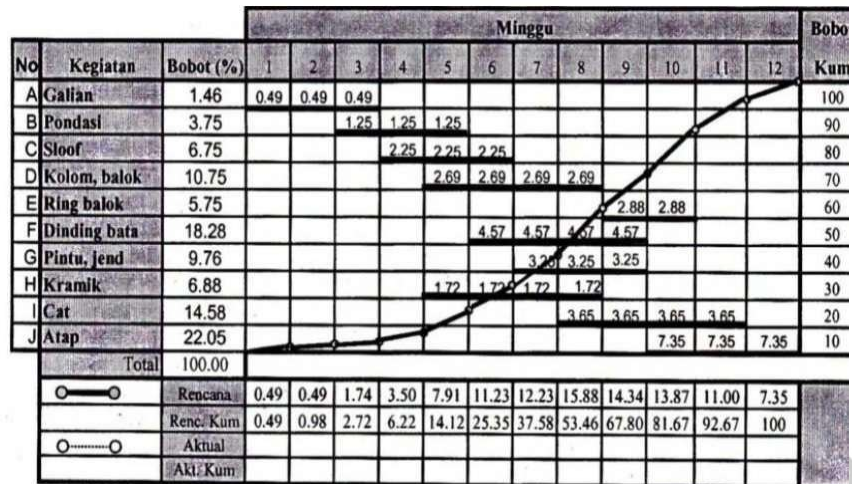 Minggu Bobot
No Kegiatan Bobot (%) 1 2 3 4 5 6 7 8 9 10 11 12 Kum
A Galian 1.46 0.49 0.49 0.49 100
B Pondasi 3.75 1.25 1.25 1.25 90
C Sloof 6.75 2.25 2.25 2.25 80
D Kolom, balok 10.75 2.69 2.69 2.69 2.69 70
E Ring balok 5.75 2.88 2.88 60
F Dinding bata 18.28 4.57 4.57 4.57 4.57 50
G Pintu, jend 9.76 3.25 3.25 3.25 40
H Kramik 6.88 1.72 1.72 1.72 1.72 30
I Cat 14.58 3.65 3.65 3.65 3.65 20
J Atap 22.05 7.35 7.35 7.35 10
Total 100.00
Rencana 0.49 0.49 1.74 3.50 7.91 11.23 12.23 15.88 14.34 13.87 11.00 7.35
Renc. Kum 0.49 0.98 2.72 6.22 14.12 25.35 37.58 53.46 67.80 81.67 92.67 100
Aktual
Akt. Kum